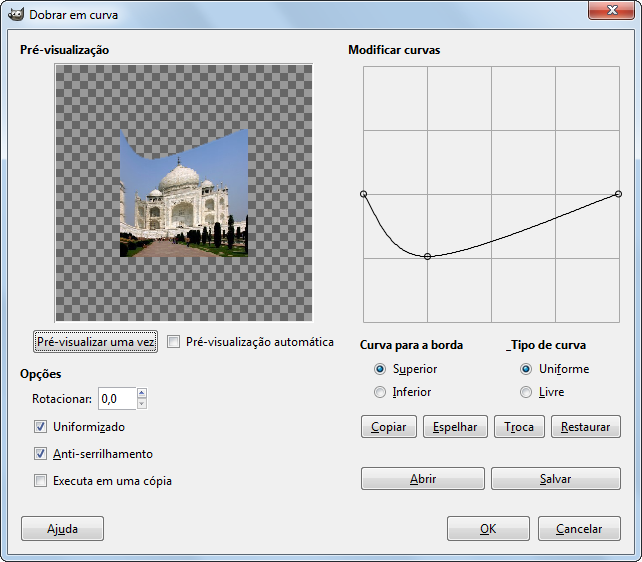 Dobrar em curva
Pré-visualização
Modificar curvas
Pré-visualizar uma vez
Pré-visualização automática
Opções
Rotacionar: 0,0
Uniformizado
Anti-serrilhamento
Executa em uma cópia
Curva para a borda
Superior
Inferior
_Tipo de curva
Uniforme
Livre
Copiar
Espelhar
Troca
Restaurar
Abrir
Salvar
Ajuda
OK
Cancelar